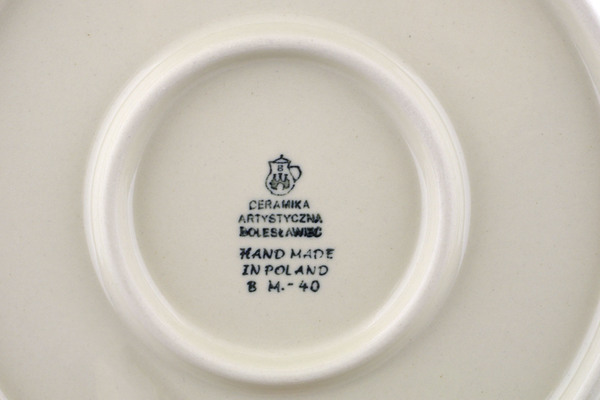 B
CERAMIKA
ARTYSTYCZNA
BOLESŁAWIEC
HAND MADE
IN POLAND
B M.-40